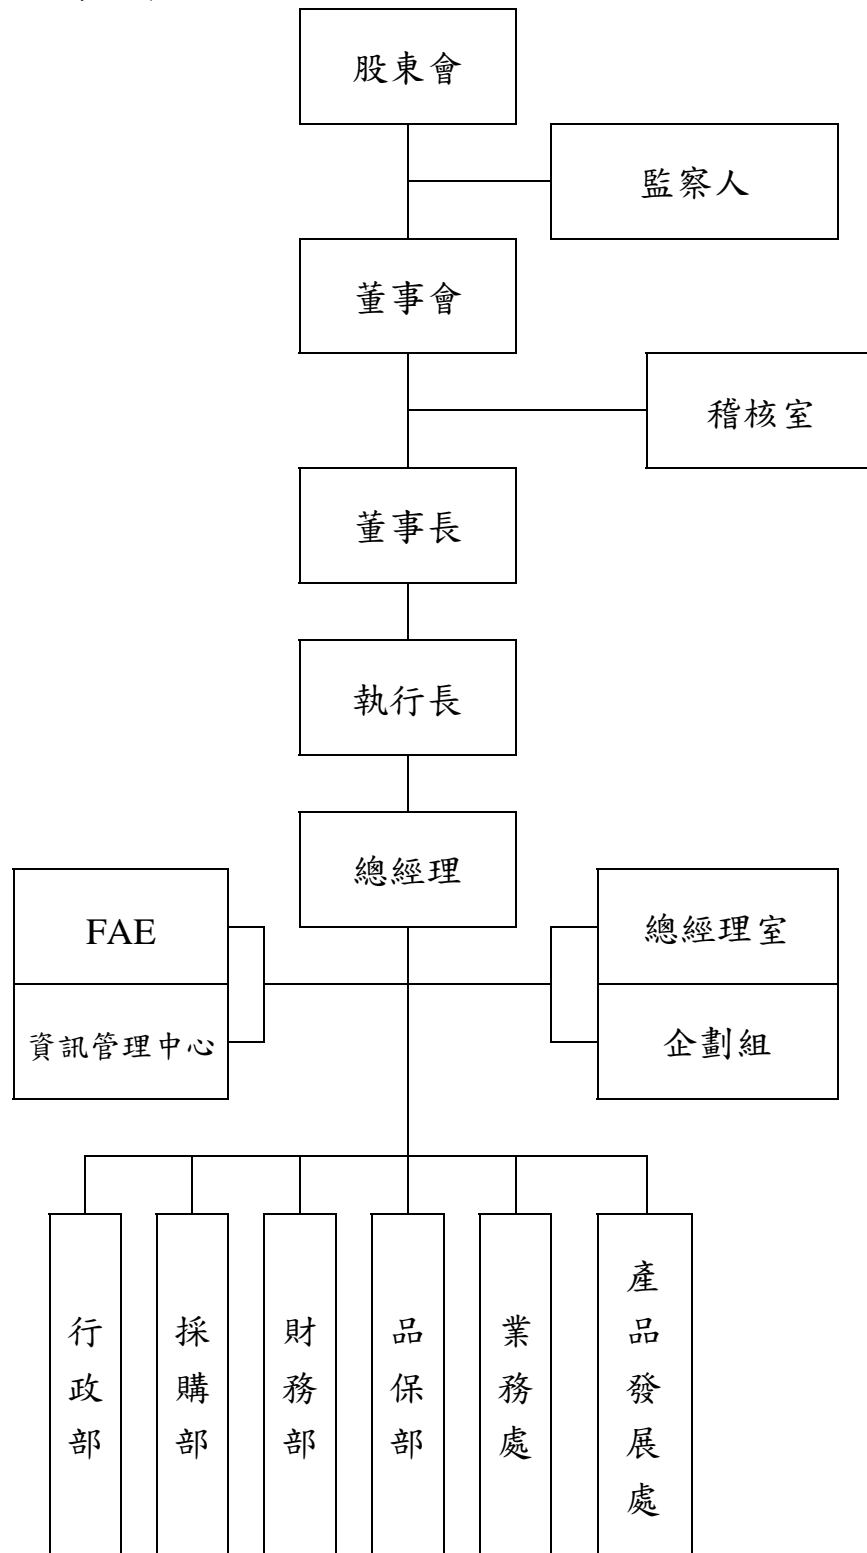 股東會
監察人
董事會
稽核室
董事長
執行長
總經理
FAE
總經理室
資訊管理中心
企劃組
行政部
採購部
財務部
品保部
業務處
產品發展處